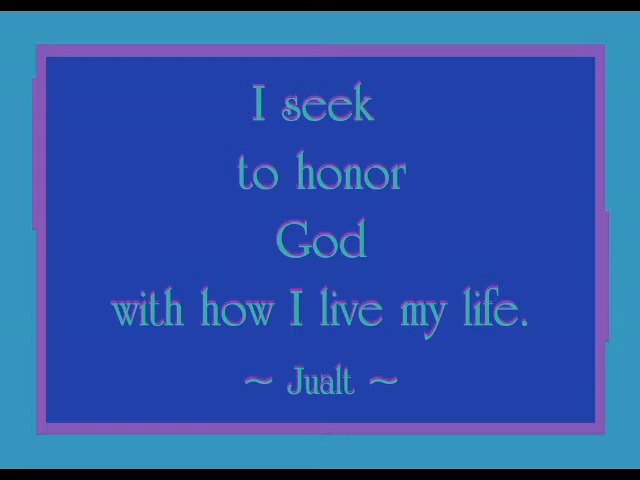 I seek
to honor
God
with how I live my life.
~ Jualt ~